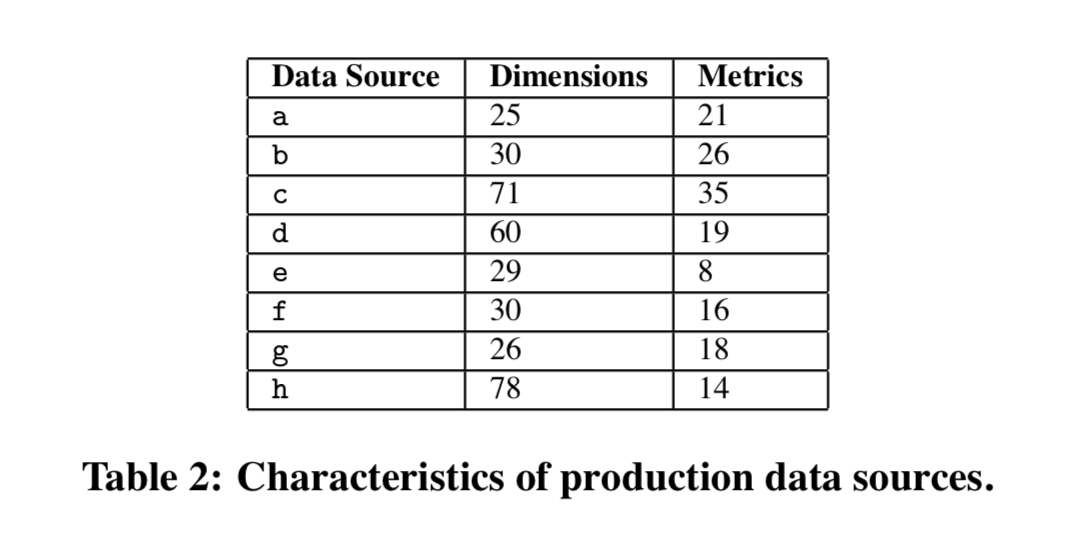 Data Source Dimensions Metrics
a 25 21
b 30 26
c 71 35
d 60 19
e 29 8
f 30 16
g 26 18
h 78 14
Table 2: Characteristics of production data sources.